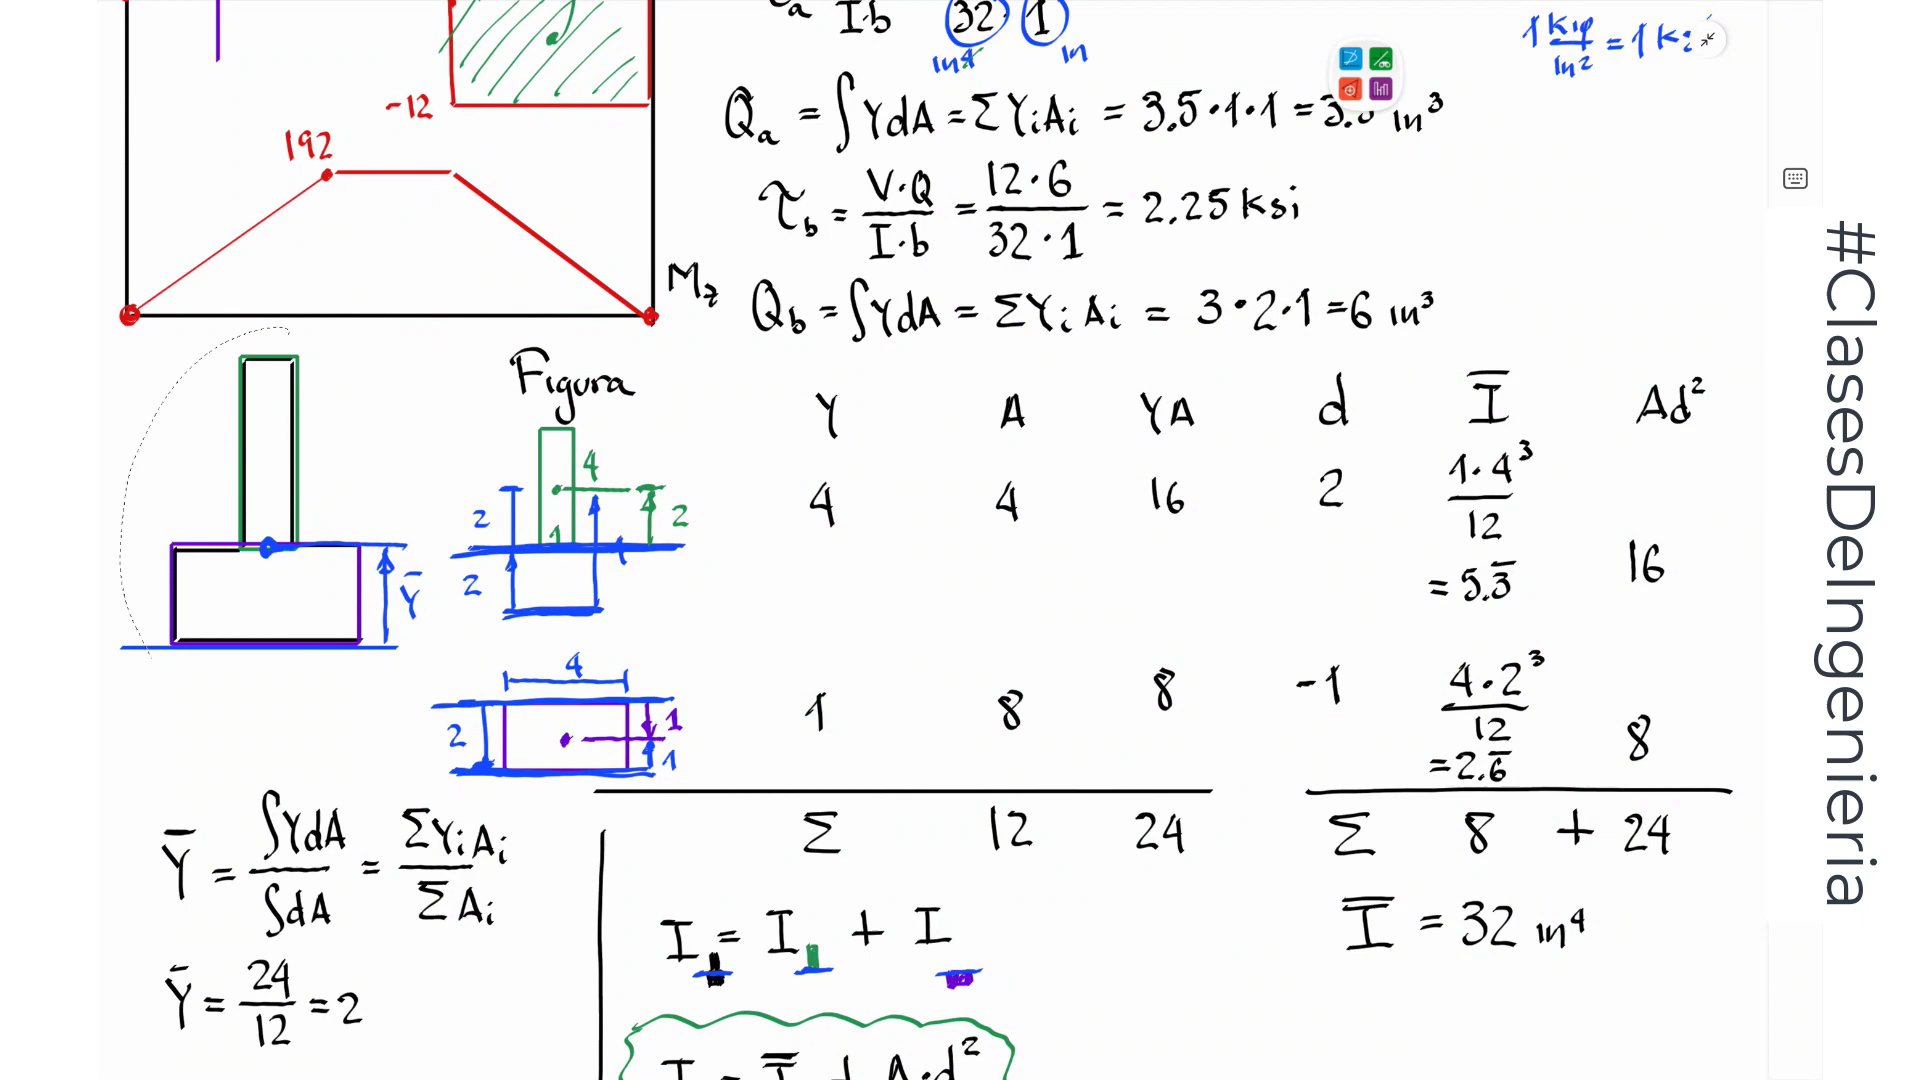 τa I·b 32 1
in⁴ in
1 kip/in² = 1 ks
-12
Qa = ∫YdA = ΣYiAi = 3.5·1·1 = 3. in³
192
τb = V·Q / I·b = 12·6 / 32·1 = 2.25 ksi
Mz
Qb = ∫YdA = ΣYiAi = 3·2·1 = 6 in³
Figura Y A YA d I̅ Ad²
4
1
2
2
2
4 4 16 2 1·4³/12 = 5.3̅ 16
Y̅
4
2
1
1
1 8 8 -1 4·2³/12 = 2.6̅ 8
Σ 12 24 Σ 8 + 24
Y̅ = ∫YdA / ∫dA = ΣYiAi / ΣAi
I = I + I
I̅ = 32 in⁴
Y̅ = 24/12 = 2
I = I̅ + A·d²
#ClasesDeIngenieria